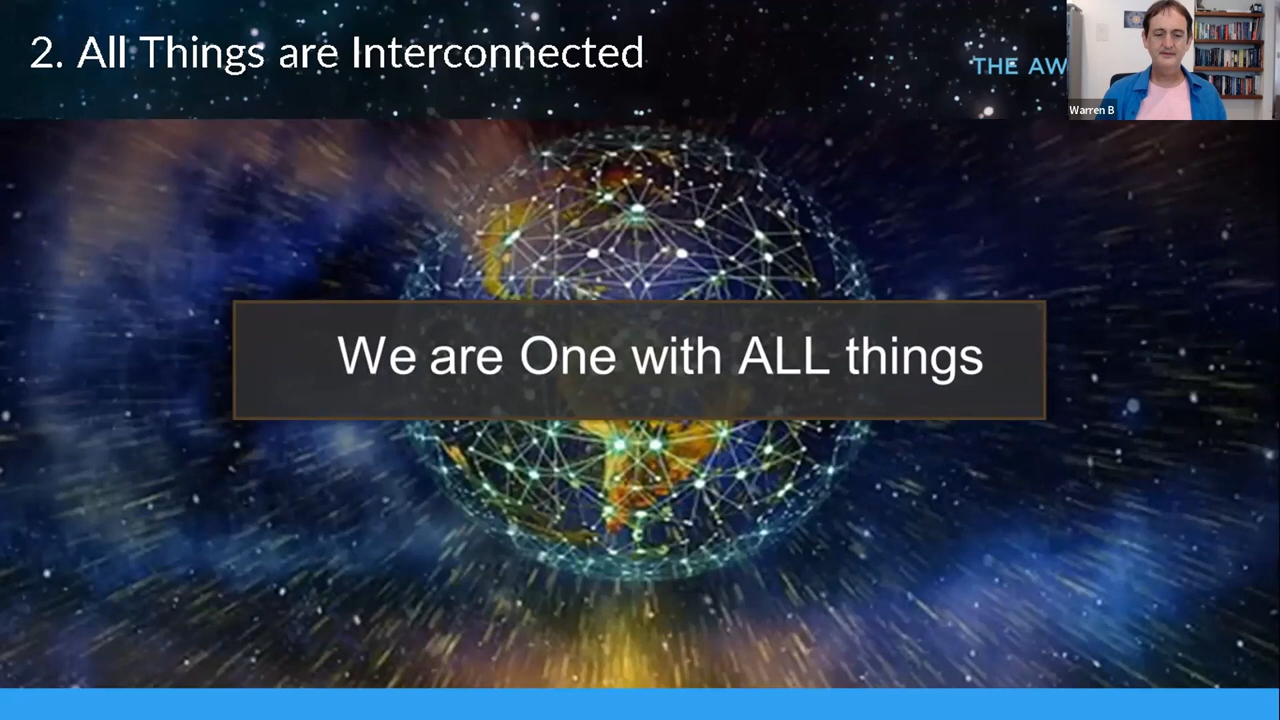 2. All Things are Interconnected
THE AW
Warren B
We are One with ALL things